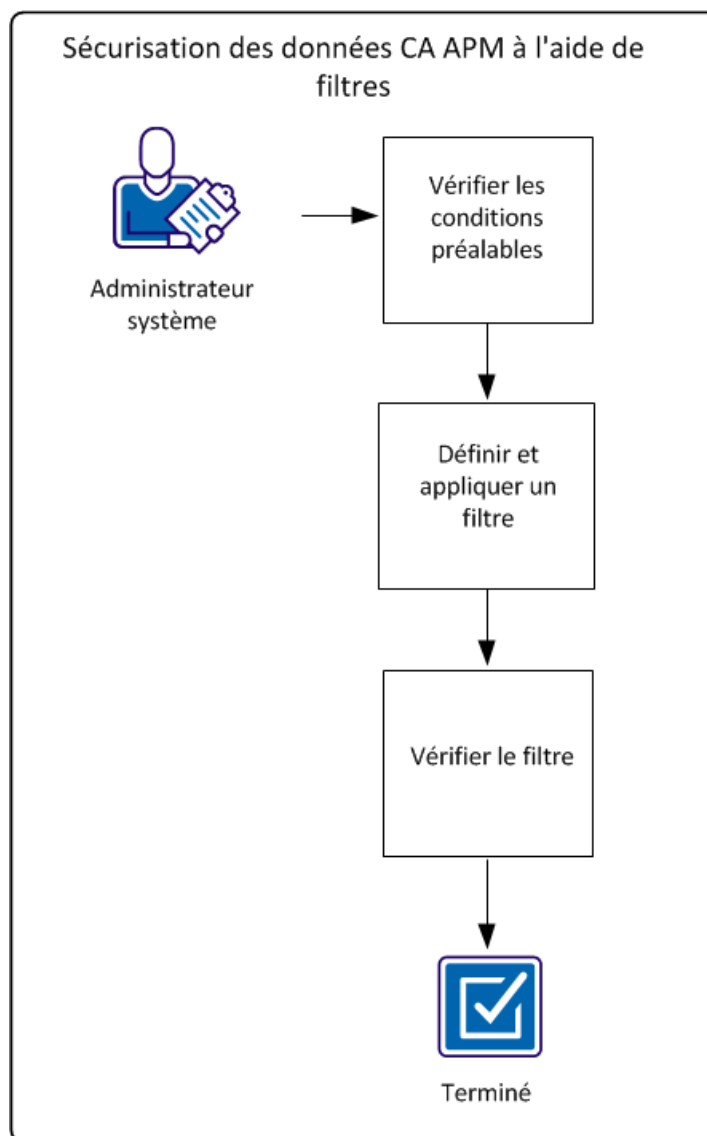 Sécurisation des données CA APM à l'aide de
filtres
Administrateur
système
Vérifier les
conditions
préalables
Définir et
appliquer un
filtre
Vérifier le filtre
Terminé